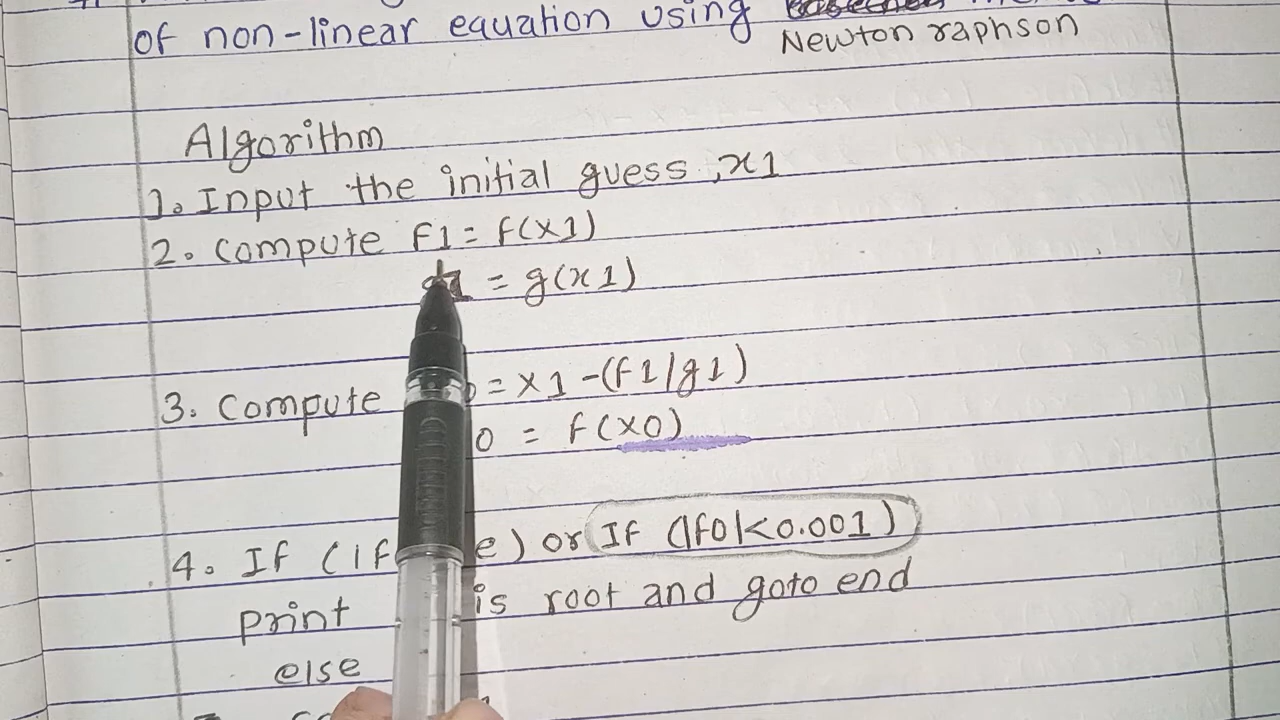 of non-linear equation using
Newton raphson
Algorithm
1. Input the initial guess, x1
2. compute f1 = f(x1)
= g(x1)
3. compute = x1 -(f1/g1)
0 = f(x0)
4. If (|f e) or If (|f0|<0.001)
print is root and goto end
else